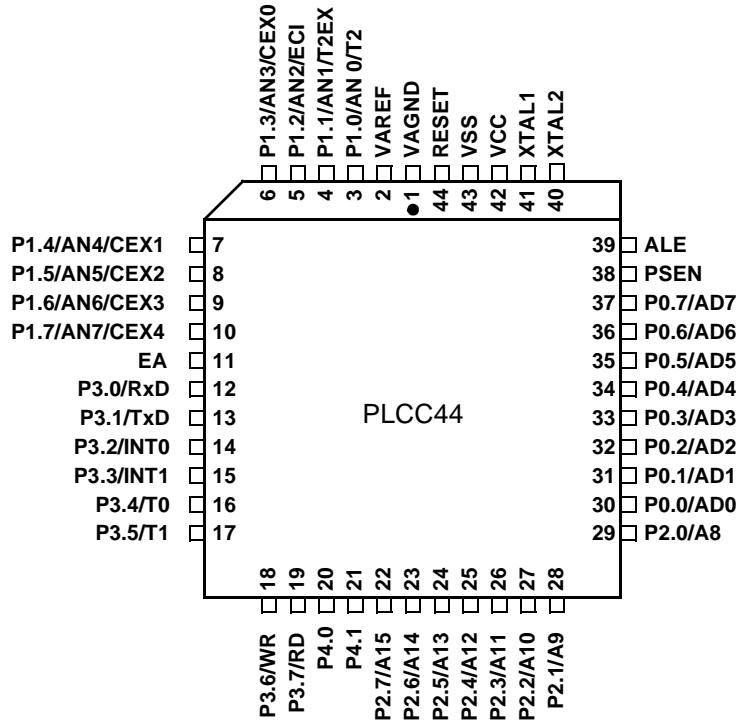 P1.3/AN3/CEX0
P1.2/AN2/ECI
P1.1/AN1/T2EX
P1.0/AN 0/T2
VAREF
VAGND
RESET
VSS
VCC
XTAL1
XTAL2
6
5
4
3
2
1
44
43
42
41
40
P1.4/AN4/CEX1 7
P1.5/AN5/CEX2 8
P1.6/AN6/CEX3 9
P1.7/AN7/CEX4 10
EA 11
P3.0/RxD 12
P3.1/TxD 13
P3.2/INT0 14
P3.3/INT1 15
P3.4/T0 16
P3.5/T1 17
PLCC44
39 ALE
38 PSEN
37 P0.7/AD7
36 P0.6/AD6
35 P0.5/AD5
34 P0.4/AD4
33 P0.3/AD3
32 P0.2/AD2
31 P0.1/AD1
30 P0.0/AD0
29 P2.0/A8
18
19
20
21
22
23
24
25
26
27
28
P3.6/WR
P3.7/RD
P4.0
P4.1
P2.7/A15
P2.6/A14
P2.5/A13
P2.4/A12
P2.3/A11
P2.2/A10
P2.1/A9